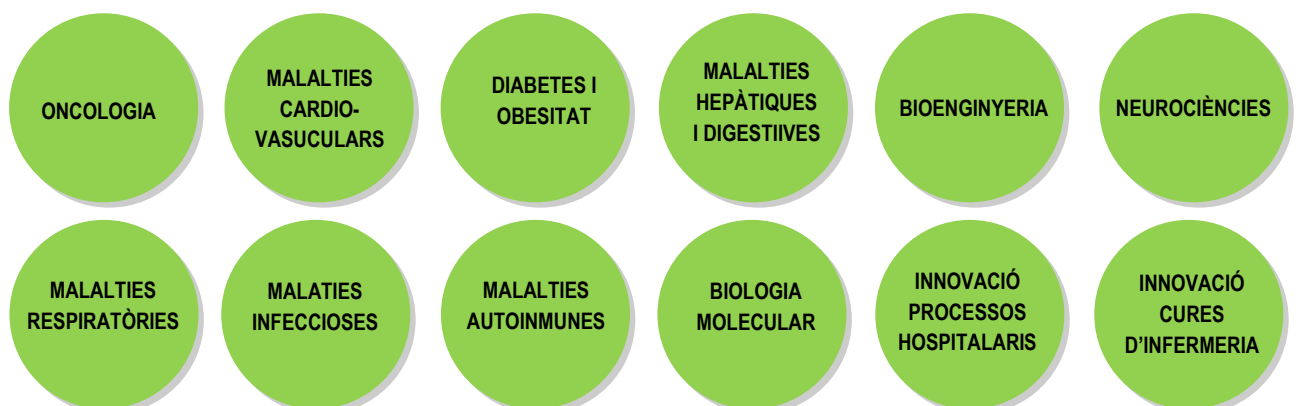 ONCOLOGIA
MALALTIES
CARDIO-
VASUCULARS
DIABETES I
OBESITAT
MALALTIES
HEPÀTIQUES
I DIGESTIIVES
BIOENGINYERIA
NEUROCIÈNCIES
MALALTIES
RESPIRATÒRIES
MALATIES
INFECCIOSES
MALALTIES
AUTOINMUNES
BIOLOGIA
MOLECULAR
INNOVACIÓ
PROCESSOS
HOSPITALARIS
INNOVACIÓ
CURES
D'INFERMERIA